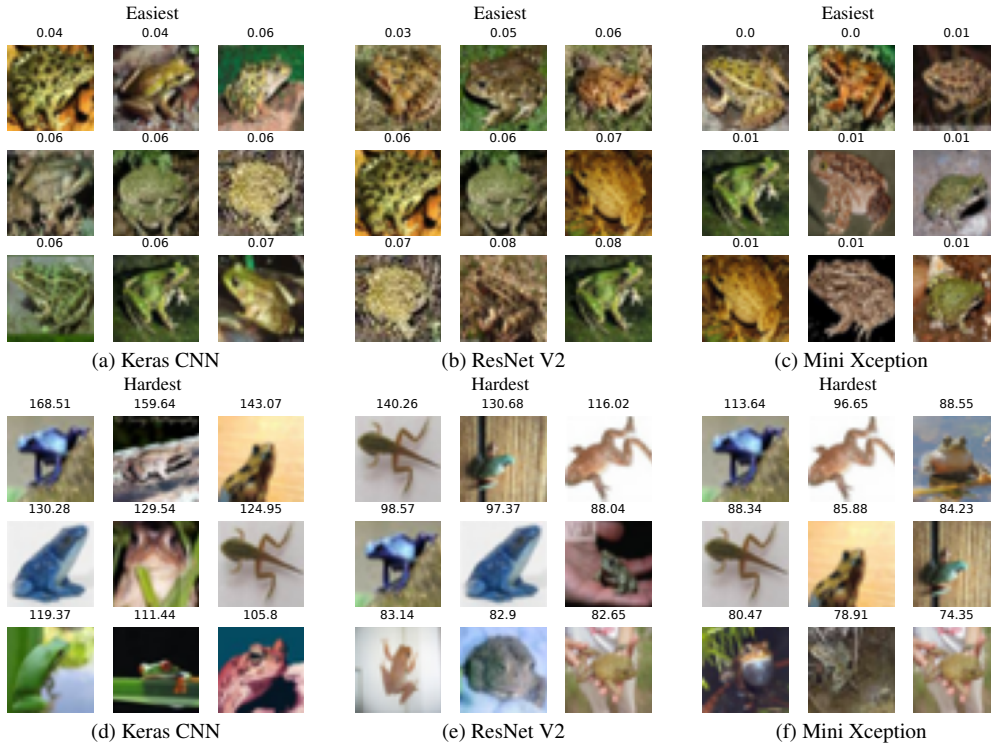 Easiest Easiest Easiest
0.04 0.04 0.06 0.03 0.05 0.06 0.0 0.0 0.01
0.06 0.06 0.06 0.06 0.06 0.07 0.01 0.01 0.01
0.06 0.06 0.07 0.07 0.08 0.08 0.01 0.01 0.01
(a) Keras CNN (b) ResNet V2 (c) Mini Xception
Hardest Hardest Hardest
168.51 159.64 143.07 140.26 130.68 116.02 113.64 96.65 88.55
130.28 129.54 124.95 98.57 97.37 88.04 88.34 85.88 84.23
119.37 111.44 105.8 83.14 82.9 82.65 80.47 78.91 74.35
(d) Keras CNN (e) ResNet V2 (f) Mini Xception